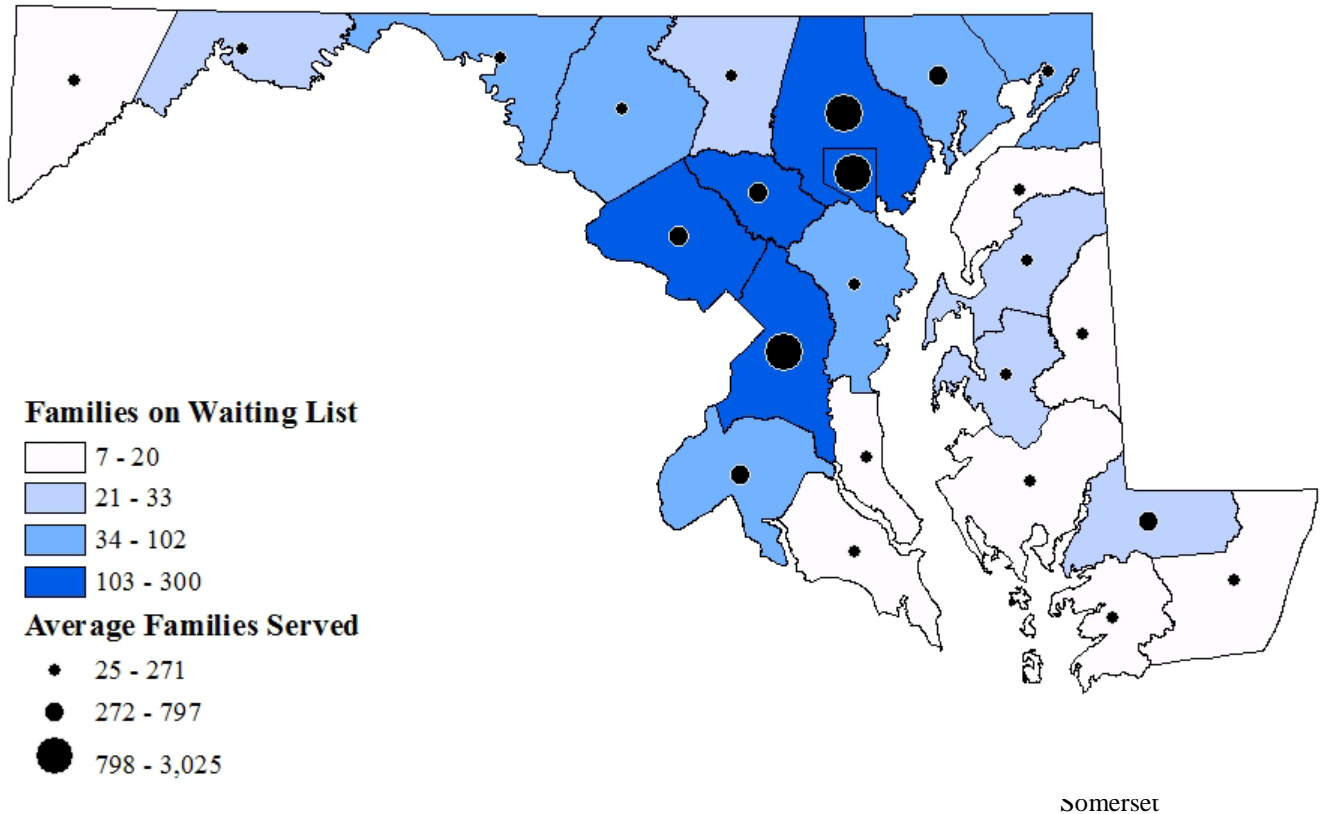 Families on Waiting List
7 - 20
21 - 33
34 - 102
103 - 300
Average Families Served
25 - 271
272 - 797
798 - 3,025
Somerset